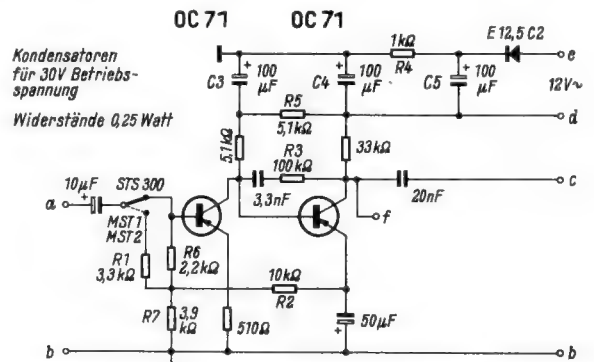 OC 71 OC 71
Kondensatoren
für 30V Betriebs-
spannung
Widerstände 0,25 Watt
1kΩ
R4
E 12,5 C2
e
12V~
C3
+
100
µF
C4
+
100
µF
C5
+
100
µF
R5
5,1kΩ
d
5,1kΩ
R3
100kΩ
33kΩ
3,3nF
20nF
c
10µF
+
STS 300
a
MST1
MST2
f
R1
3,3kΩ
R6
2,2kΩ
10kΩ
R2
R7
3,9
kΩ
510Ω
50µF
+
b
b